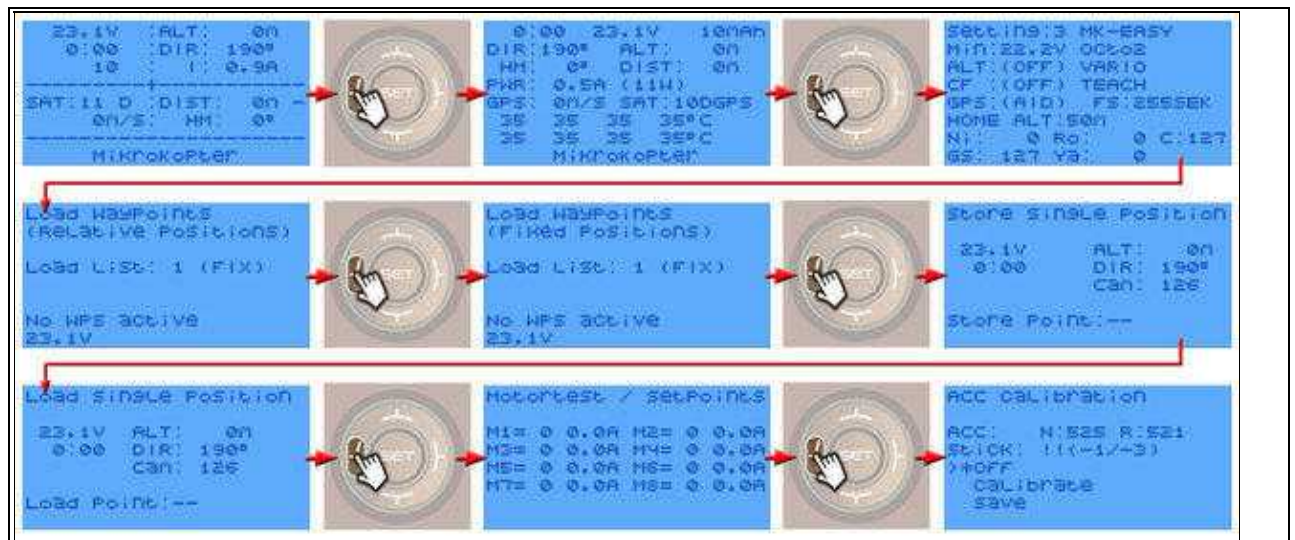 23.1V :ALT: 0m
0:00 :DIR: 190°
10 : I: 0.9A
SAT:11 D :DIST: 0m -
0m/S: HM: 0°
MikroKopter
SET
0:00 23.1V 10mAh
DIR:190° ALT: 0m
HM: 0° DIST: 0m
PWR: 0.5A (11W)
GPS: 0m/S SAT:10DGPS
35 35 35 35°C
35 35 35 35°C
MikroKopter
SET
Setting:3 MK-EASY
Min:22.2V Octo2
ALT:(OFF) VARIO
CF :(OFF) TEACH
GPS:(AID) FS:255SEK
HOME ALT:50m
Ni: 0 Ro: 0 C:127
GS: 127 Ya: 0
Load WayPoints
(Relative Positions)
Load List: 1 (FIX)
No WPs active
23.1V
SET
Load WayPoints
(Fixed Positions)
Load List: 1 (FIX)
No WPs active
23.1V
SET
Store Single Position
23.1V ALT: 0m
0:00 DIR: 190°
Cam: 126
Store Point:--
Load Single Position
23.1V ALT: 0m
0:00 DIR: 190°
Cam: 126
Load Point:--
SET
Motortest / SetPoints
M1= 0 0.0A M2= 0 0.0A
M3= 0 0.0A M4= 0 0.0A
M5= 0 0.0A M6= 0 0.0A
M7= 0 0.0A M8= 0 0.0A
SET
ACC Calibration
ACC: N:525 R:521
Stick: !!(-1/-3)
>*OFF
Calibrate
Save